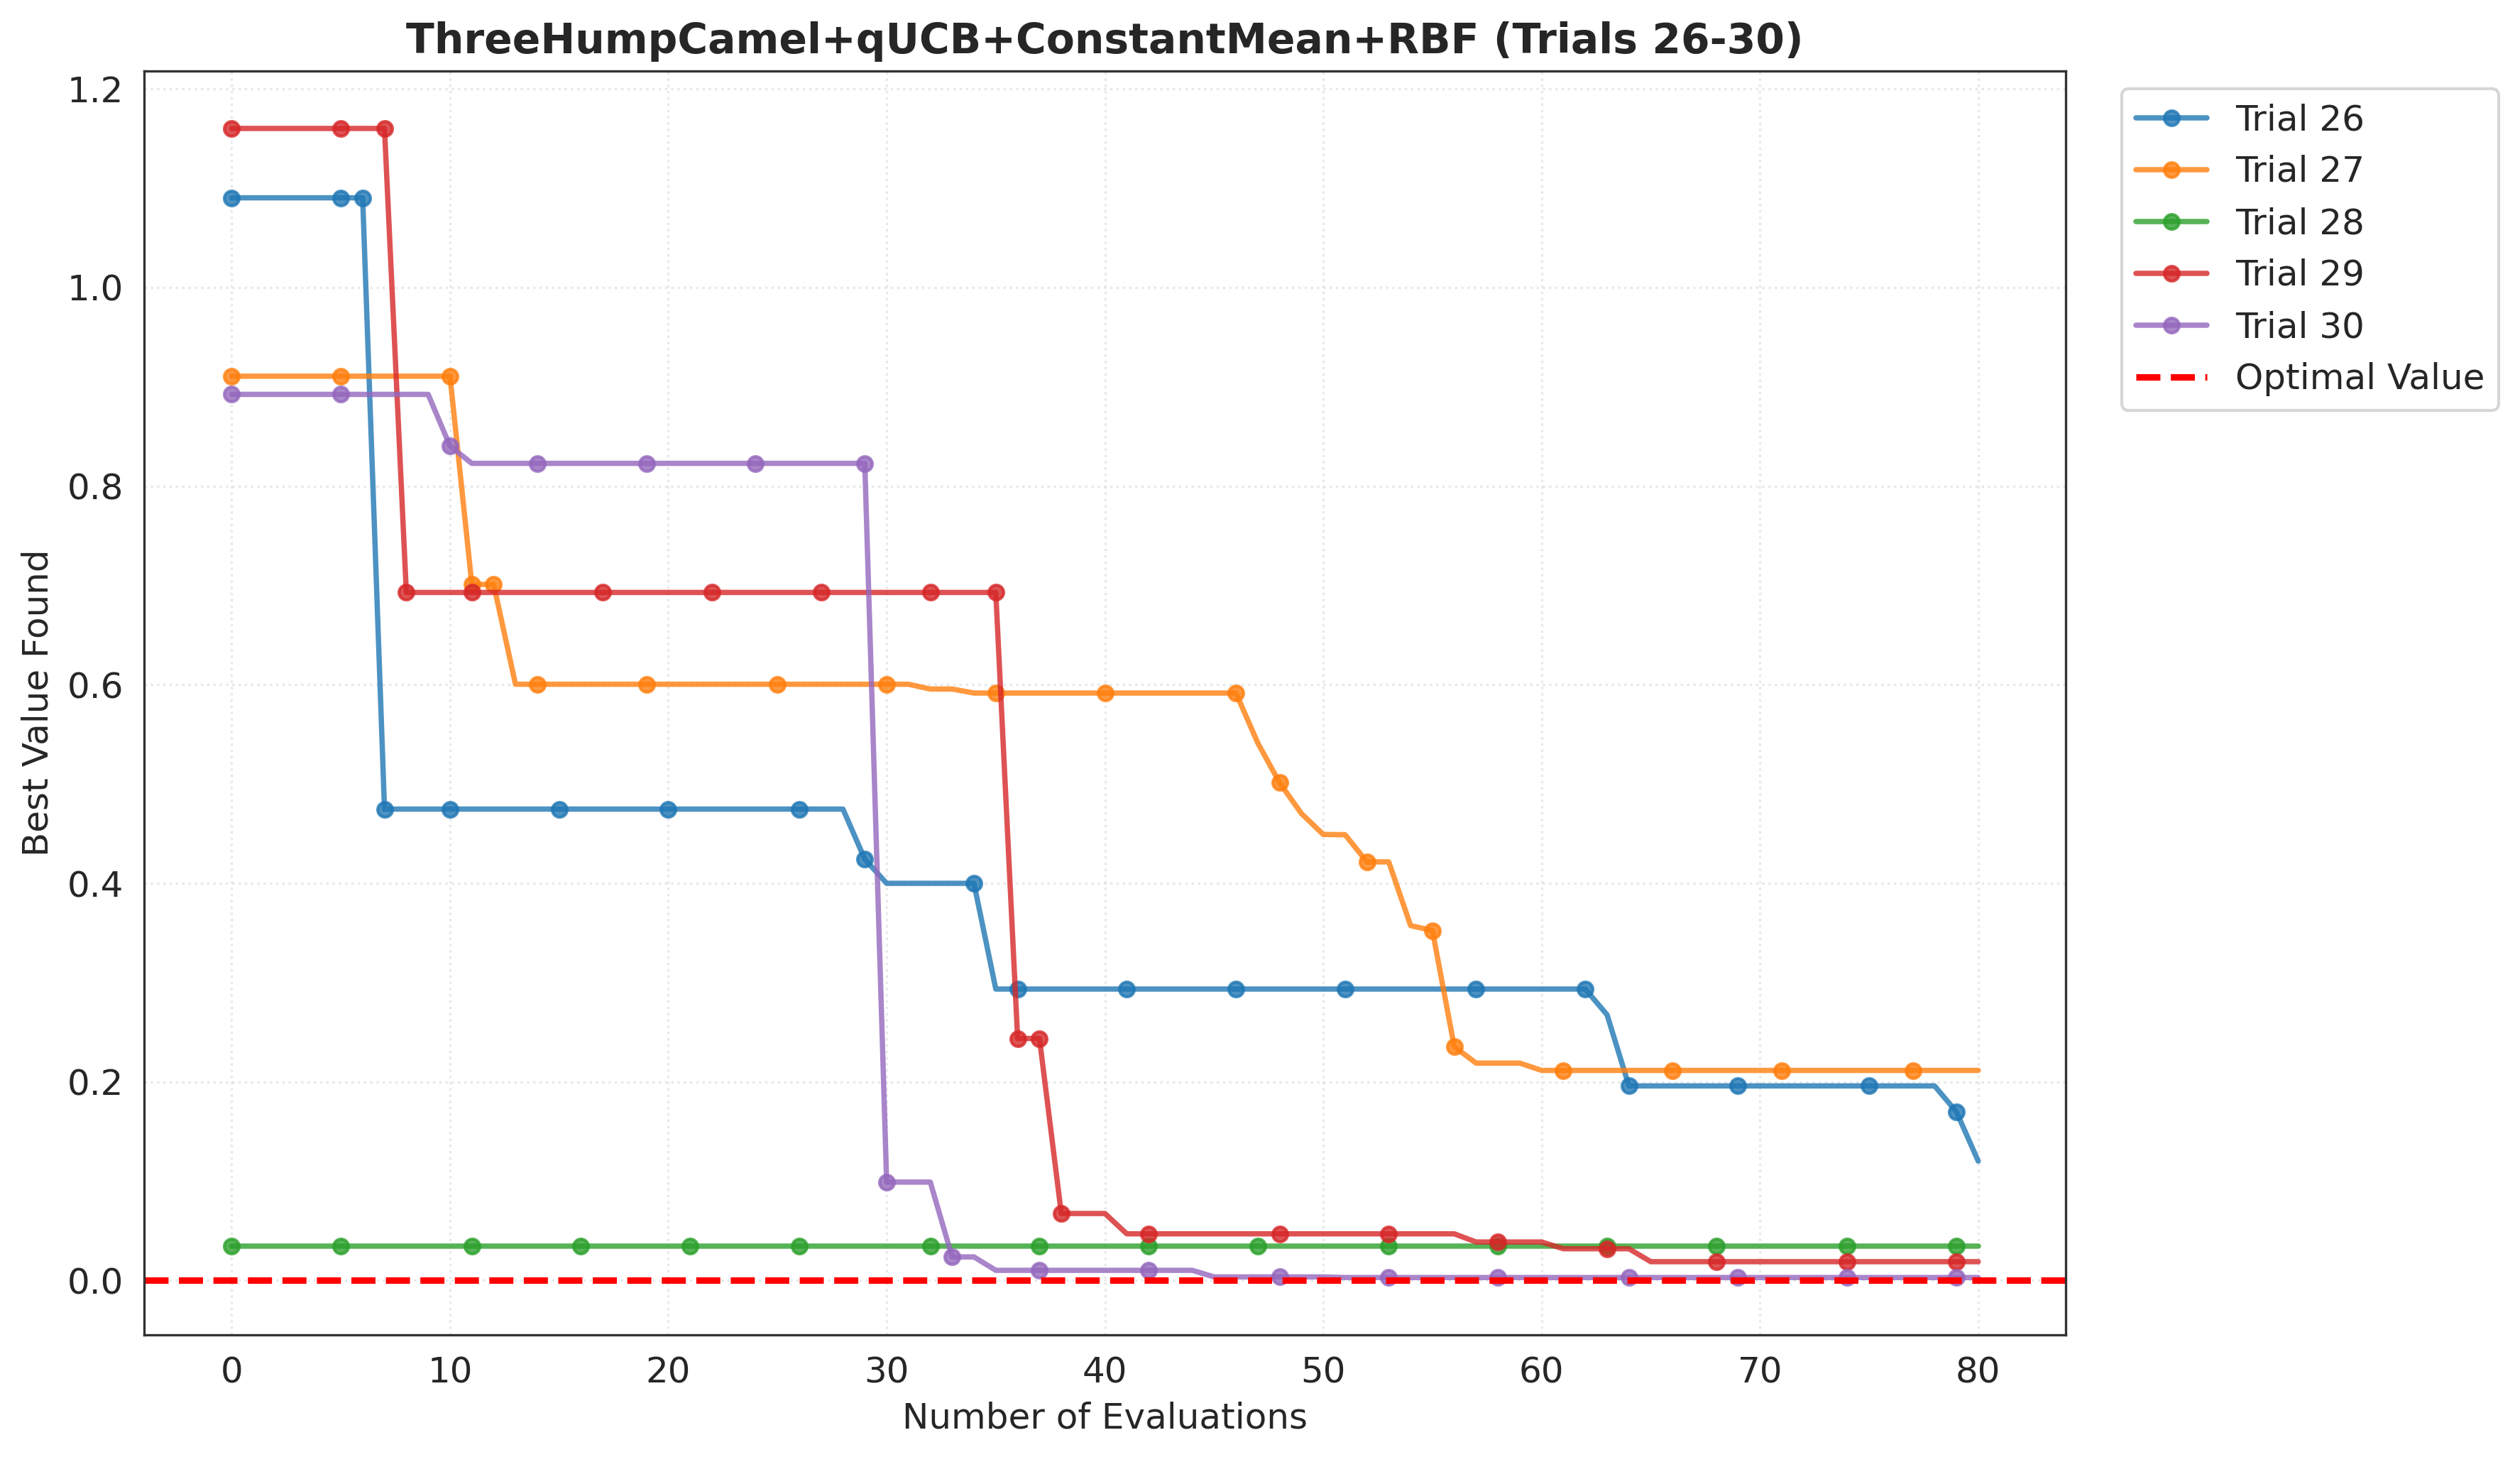 ThreeHumpCamel+qUCB+ConstantMean+RBF (Trials 26-30)
Best Value Found
1.2
1.0
0.8
0.6
0.4
0.2
0.0
0 10 20 30 40 50 60 70 80
Number of Evaluations
Trial 26
Trial 27
Trial 28
Trial 29
Trial 30
Optimal Value